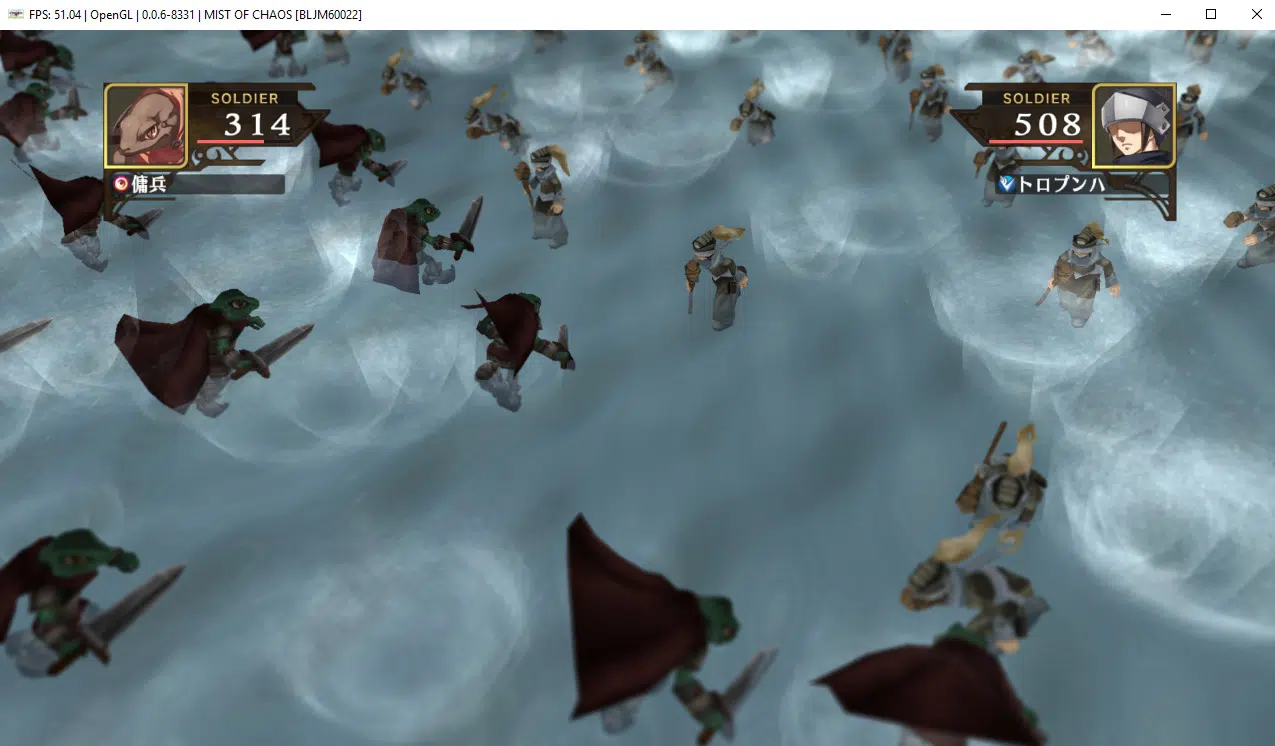 FPS: 51.04 | OpenGL | 0.0.6-8331 | MIST OF CHAOS [BLJM60022]
SOLDIER
314
傭兵
SOLDIER
508
トロプンハ